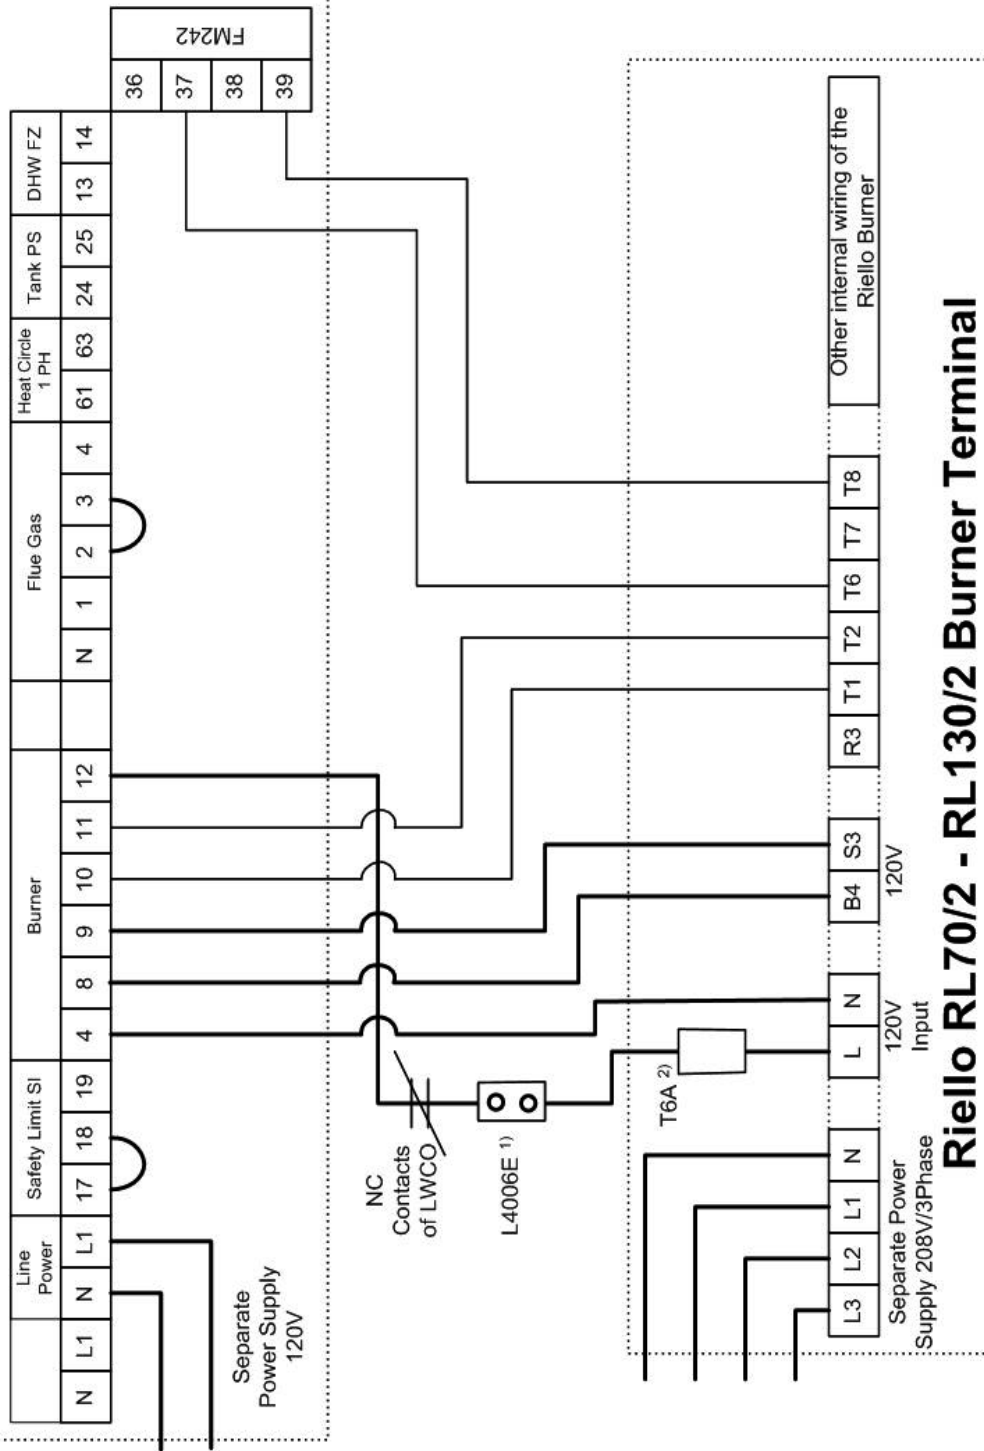 Line
Power
Safety Limit SI
Burner
Flue Gas
Heat Circle
1 PH
Tank PS
DHW FZ
N
L1
N
L1
17
18
19
4
8
9
10
11
12
N
1
2
3
4
61
63
24
25
13
14
36
37
38
39
FM242
Separate
Power Supply
120V
NC
Contacts
of LWCO
L4006E 1)
T6A 2)
L3
L2
L1
N
L
N
B4
S3
R3
T1
T2
T6
T7
T8
Other internal wiring of the
Riello Burner
Separate Power
Supply 208V/3Phase
120V
Input
120V
Riello RL70/2 - RL130/2 Burner Terminal